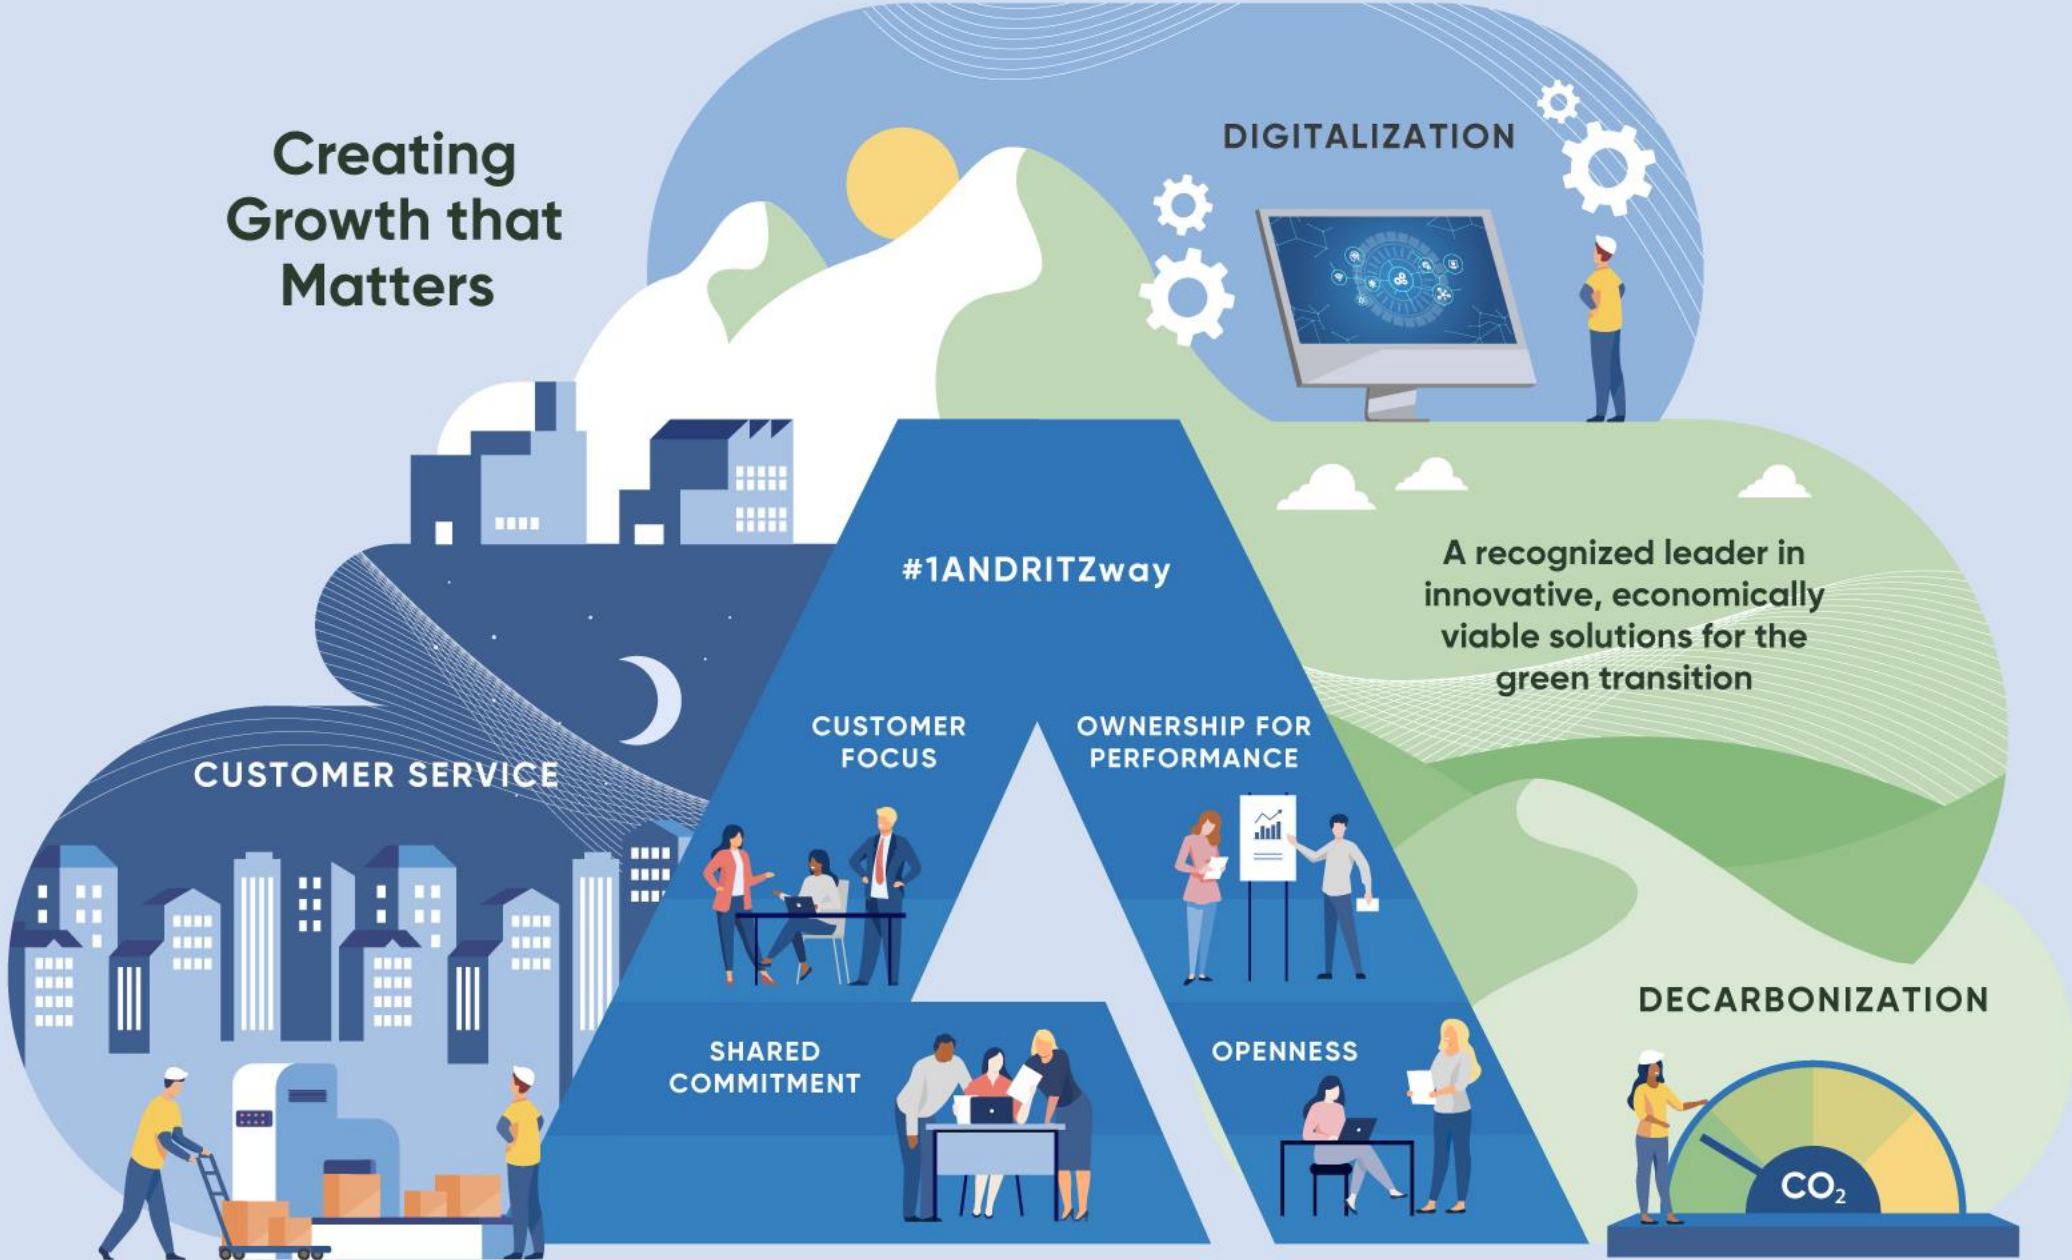 Creating
Growth that
Matters
DIGITALIZATION
#1ANDRITZway
A recognized leader in
innovative, economically
viable solutions for the
green transition
CUSTOMER SERVICE
CUSTOMER
FOCUS
OWNERSHIP FOR
PERFORMANCE
SHARED
COMMITMENT
OPENNESS
DECARBONIZATION
CO₂